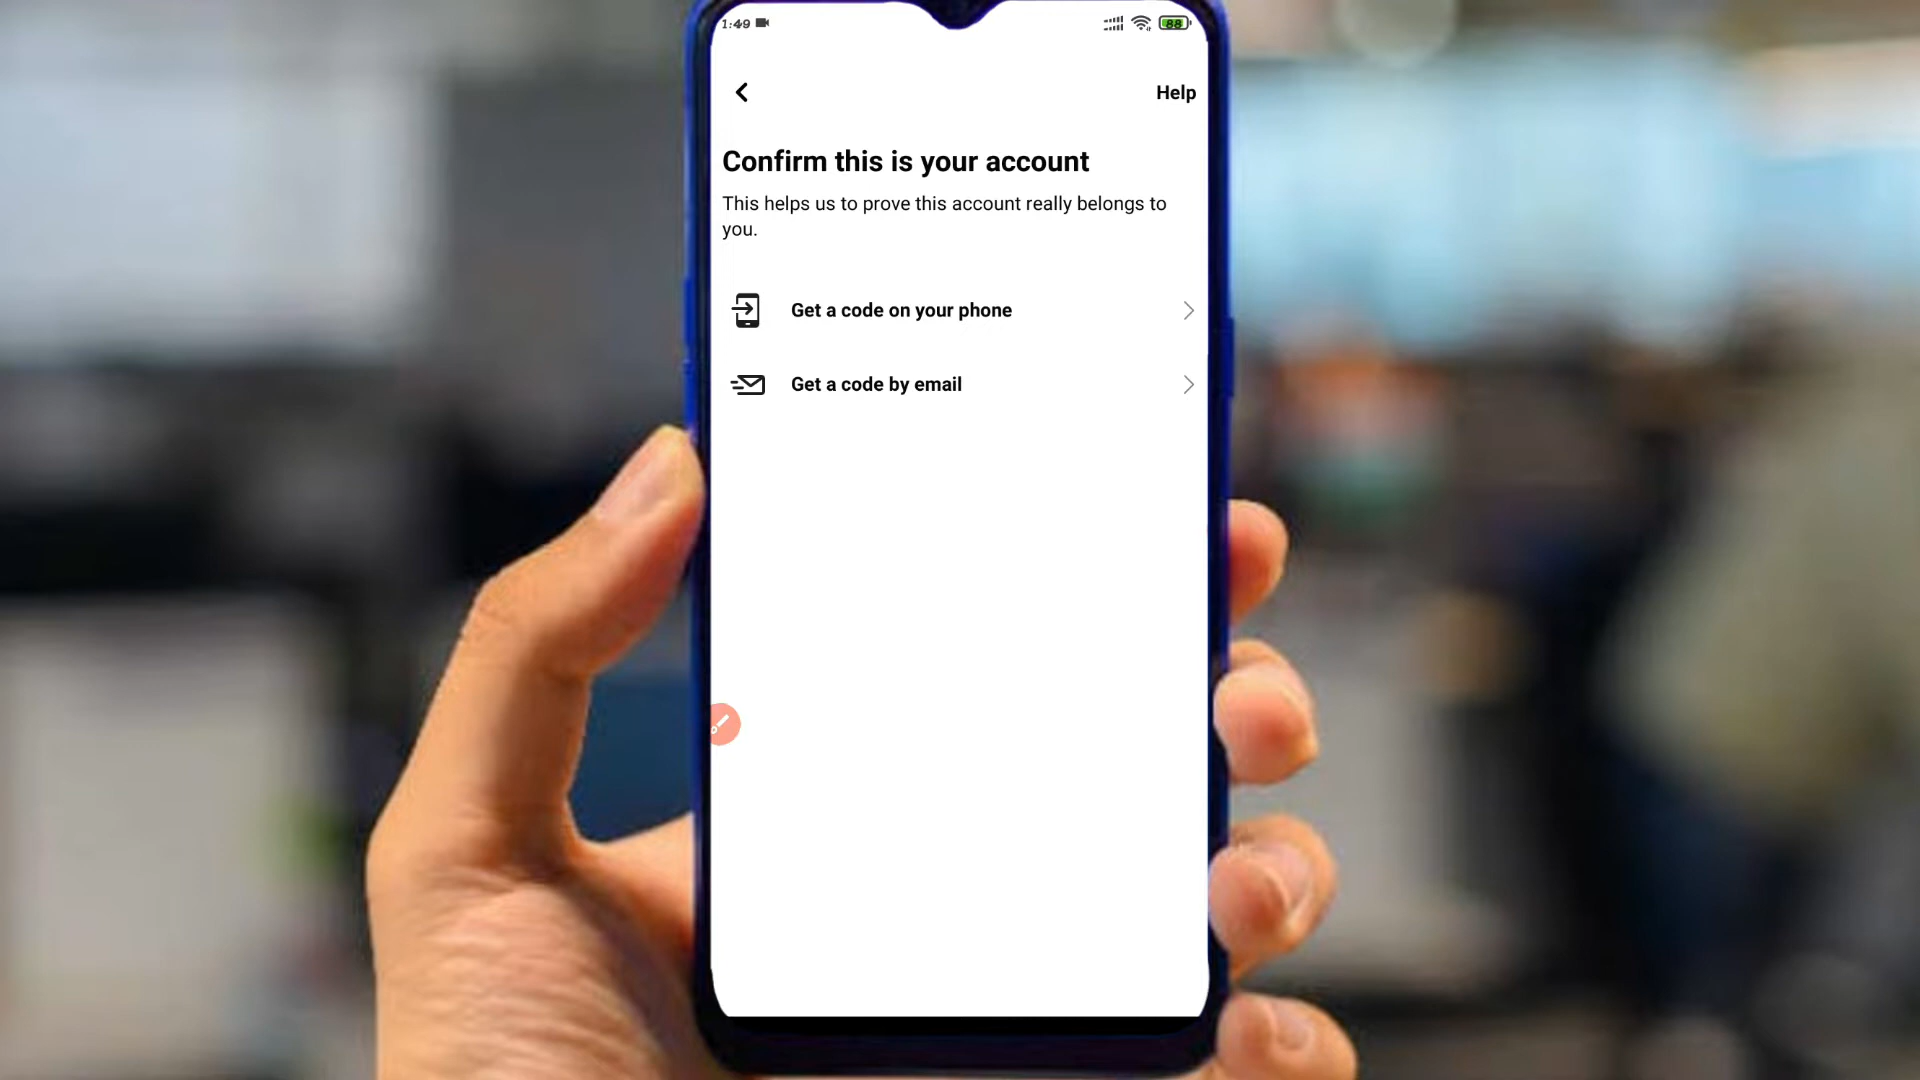 1:49
88
Help
Confirm this is your account
This helps us to prove this account really belongs to
you.
Get a code on your phone
Get a code by email